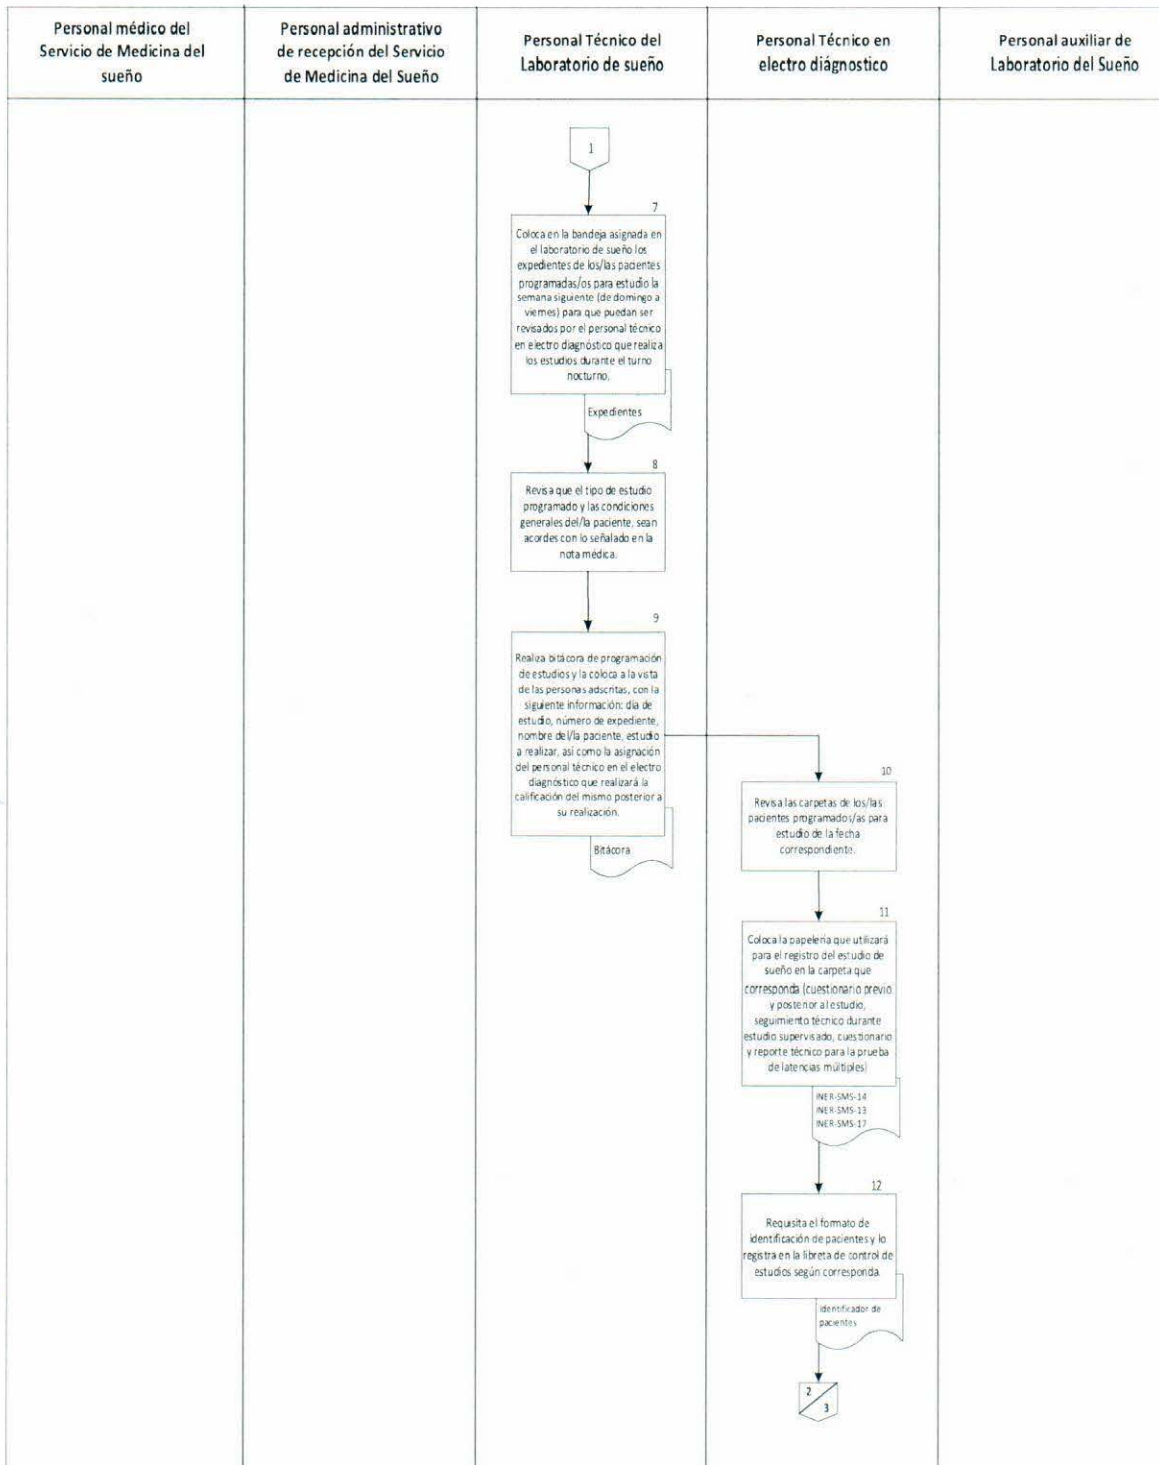 Personal médico del
Servicio de Medicina del
sueño
Personal administrativo
de recepción del Servicio
de Medicina del Sueño
Personal Técnico del
Laboratorio de sueño
Personal Técnico en
electro diágnostico
Personal auxiliar de
Laboratorio del Sueño
1
7
Coloca en la bandeja asignada en
el laboratorio de sueño los
expedientes de los/las pacientes
programadas/os para estudio la
semana siguiente (de domingo a
viernes) para que puedan ser
revisados por el personal técnico
en electro diagnóstico que realiza
los estudios durante el turno
nocturno.
Expedientes
8
Revisa que el tipo de estudio
programado y las condiciones
generales del/la paciente, sean
acordes con lo señalado en la
nota médica.
9
Realiza bitácora de programación
de estudios y la coloca a la vista
de las personas adscritas, con la
siguiente información: día de
estudio, número de expediente,
nombre del/la paciente, estudio
a realizar, así como la asignación
del personal técnico en el electro
diagnóstico que realizará la
calificación del mismo posterior a
su realización.
Bitácora
10
Revisa las carpetas de los/las
pacientes programados/as para
estudio de la fecha
correspondiente.
11
Coloca la papelería que utilizará
para el registro del estudio de
sueño en la carpeta que
corresponda (cuestionario previo
y posterior al estudio,
seguimiento técnico durante
estudio supervisado, cuestionario
y reporte técnico para la prueba
de latencias múltiples)
INER-SMS-14
INER-SMS-13
INER-SMS-17
12
Requisita el formato de
identificación de pacientes y lo
registra en la libreta de control de
estudios según corresponda.
Identificador de
pacientes
2
3